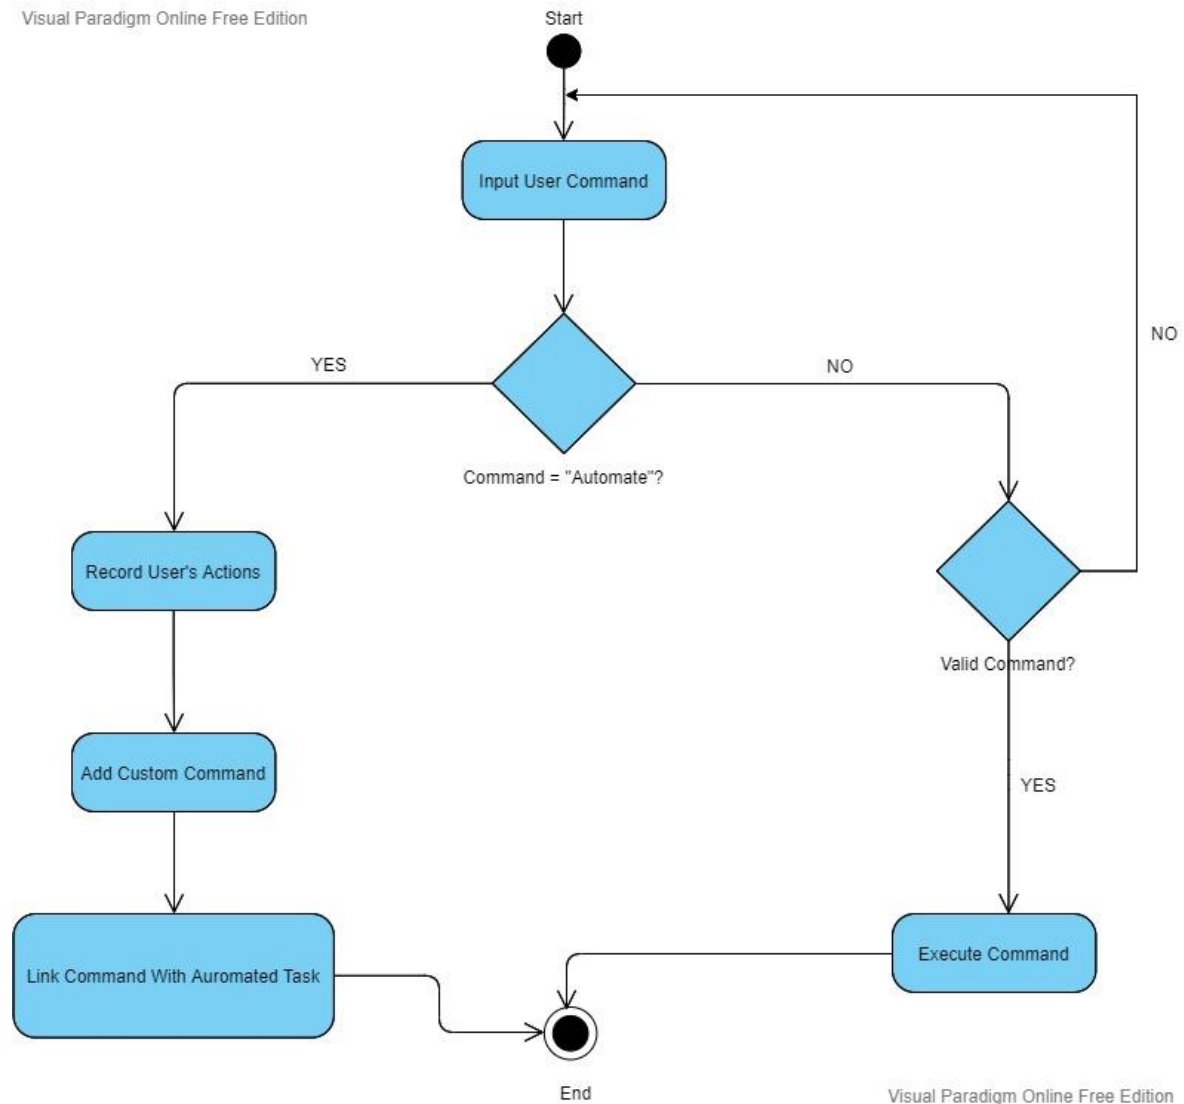 Visual Paradigm Online Free Edition
Start
Input User Command
NO
YES
NO
Command = "Automate"?
Record User's Actions
Valid Command?
Add Custom Command
YES
Execute Command
Link Command With Auromated Task
End
Visual Paradigm Online Free Edition